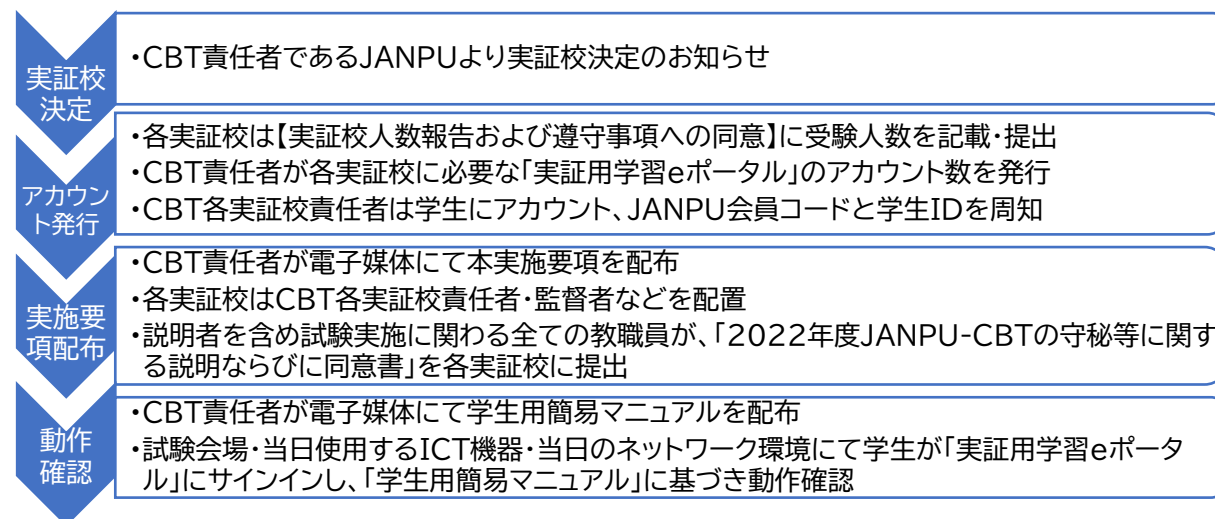 実証校
決定
・CBT責任者であるJANPUより実証校決定のお知らせ
アカウン
ト発行
・各実証校は【実証校人数報告および遵守事項への同意】に受験人数を記載・提出
・CBT責任者が各実証校に必要な「実証用学習eポータル」のアカウント数を発行
・CBT各実証校責任者は学生にアカウント、JANPU会員コードと学生IDを周知
実施要
項配布
・CBT責任者が電子媒体にて本実施要項を配布
・各実証校はCBT各実証校責任者・監督者などを配置
・説明者を含め試験実施に関わる全ての教職員が、「2022年度JANPU-CBTの守秘等に関す
る説明ならびに同意書」を各実証校に提出
動作
確認
・CBT責任者が電子媒体にて学生用簡易マニュアルを配布
・試験会場・当日使用するICT機器・当日のネットワーク環境にて学生が「実証用学習eポータ
ル」にサインインし、「学生用簡易マニュアル」に基づき動作確認